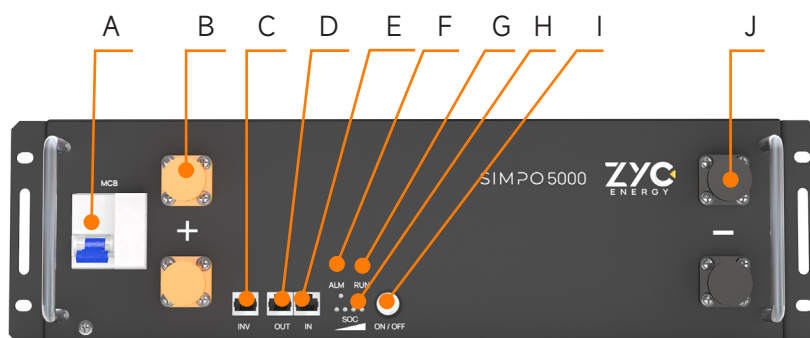 A B C D E F G H I J
MCB
SIMPO5000 ZYC
ENERGY
+ −
ALM RUN
INV OUT IN SOC ON / OFF